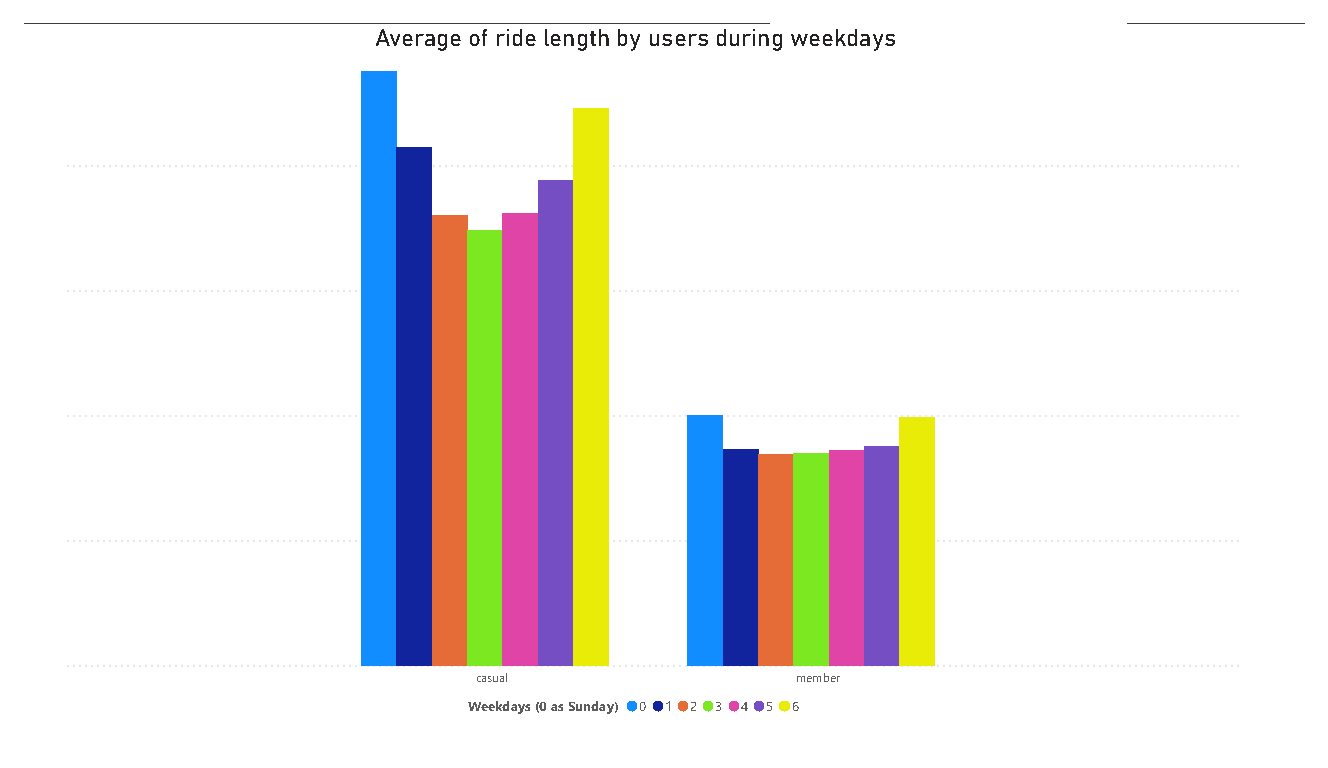 Average of ride length by users during weekdays
casual
member
Weekdays (0 as Sunday) 0 1 2 3 4 5 6